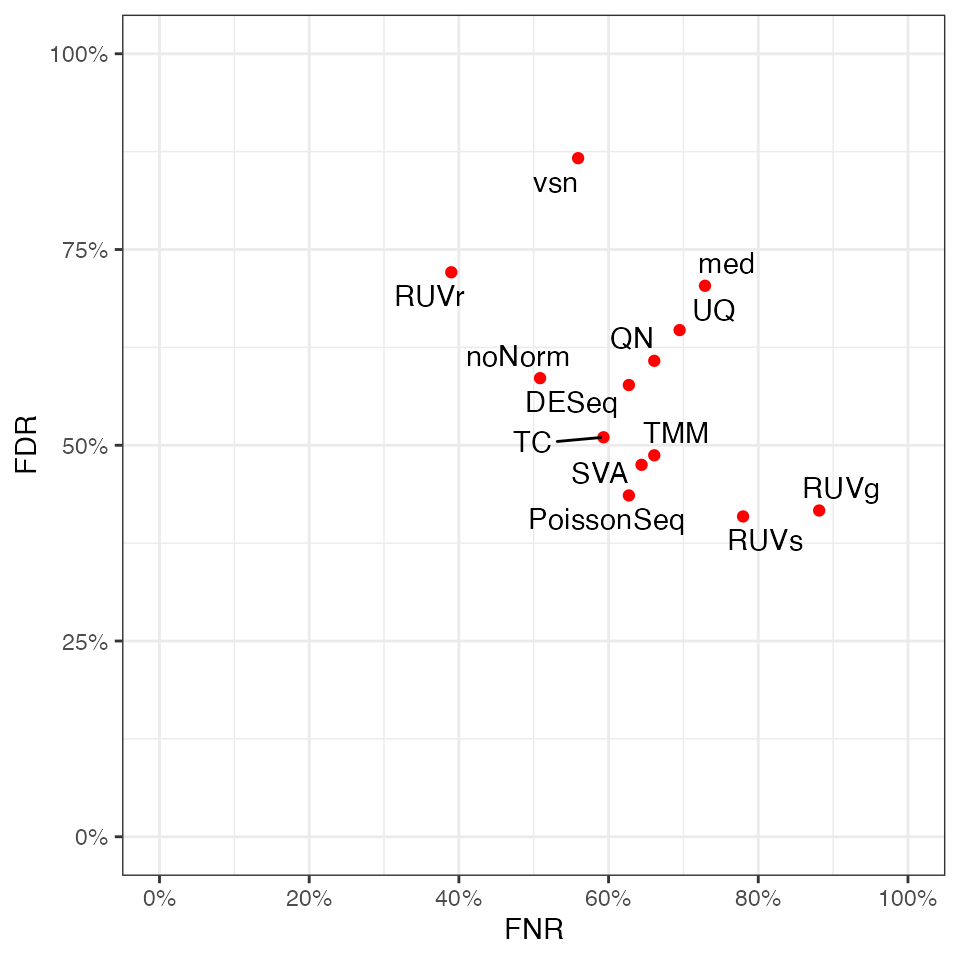 100%
vsn
75%
med
RUVr
UQ
QN
noNorm
DESeq
FDR
50%
TC
TMM
SVA
RUVg
PoissonSeq
RUVs
25%
0%
0%
20%
40%
60%
80%
100%
FNR